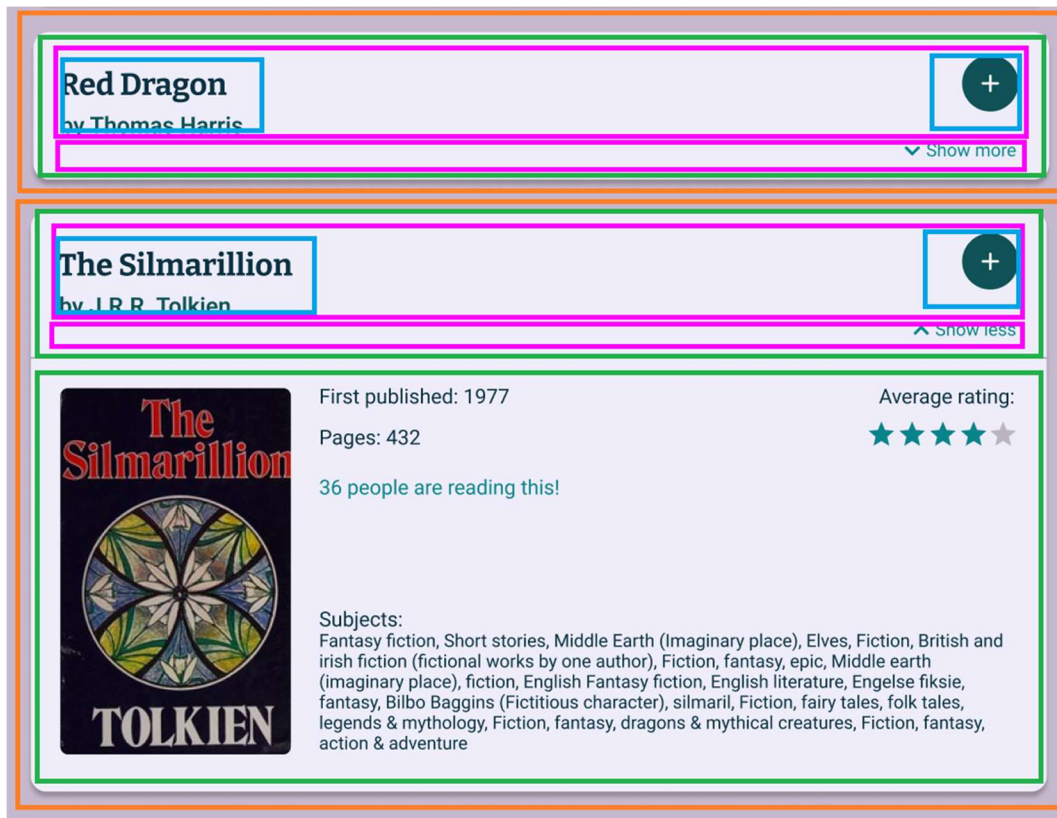 Red Dragon
+
by Thomas Harris
Show more
The Silmarillion
+
by J.R.R. Tolkien
Show less
The
Silmarillion
TOLKIEN
First published: 1977
Average rating:
Pages: 432
36 people are reading this!
Subjects:
Fantasy fiction, Short stories, Middle Earth (Imaginary place), Elves, Fiction, British and
irish fiction (fictional works by one author), Fiction, fantasy, epic, Middle earth
(imaginary place), fiction, English Fantasy fiction, English literature, Engelse fiksie,
fantasy, Bilbo Baggins (Fictitious character), silmaril, Fiction, fairy tales, folk tales,
legends & mythology, Fiction, fantasy, dragons & mythical creatures, Fiction, fantasy,
action & adventure